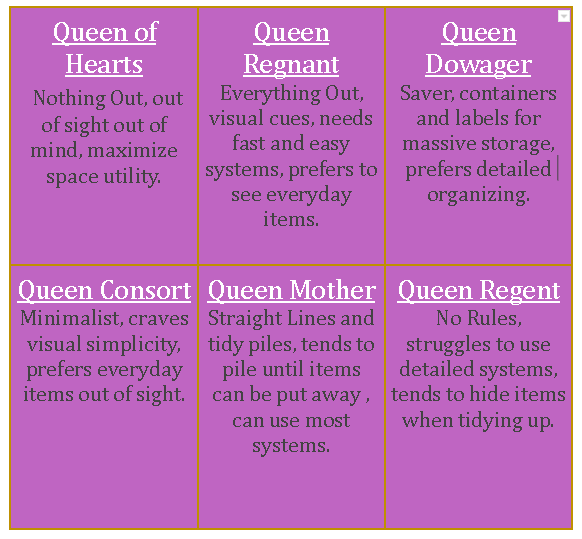 Queen of
Hearts
Nothing Out, out
of sight out of
mind, maximize
space utility.
Queen
Regnant
Everything Out,
visual cues, needs
fast and easy
systems, prefers to
see everyday
items.
Queen
Dowager
Saver, containers
and labels for
massive storage,
prefers detailed
organizing.
Queen Consort
Minimalist, craves
visual simplicity,
prefers everyday
items out of sight.
Queen Mother
Straight Lines and
tidy piles, tends to
pile until items
can be put away ,
can use most
systems.
Queen Regent
No Rules,
struggles to use
detailed systems,
tends to hide items
when tidying up.